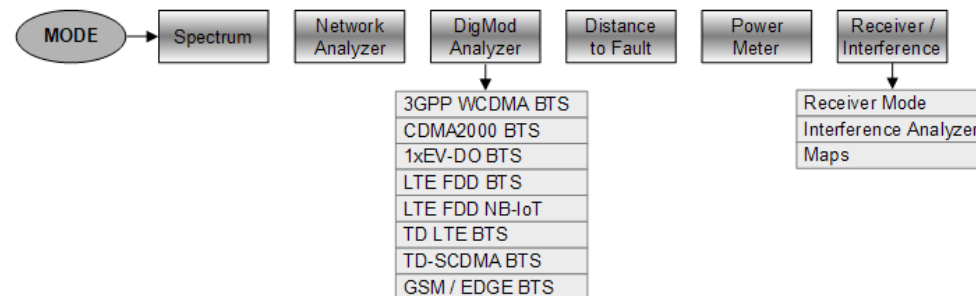 MODE
Spectrum
Network
Analyzer
DigMod
Analyzer
Distance
to Fault
Power
Meter
Receiver /
Interference
3GPP WCDMA BTS
CDMA2000 BTS
1xEV-DO BTS
LTE FDD BTS
LTE FDD NB-IoT
TD LTE BTS
TD-SCDMA BTS
GSM / EDGE BTS
Receiver Mode
Interference Analyzer
Maps